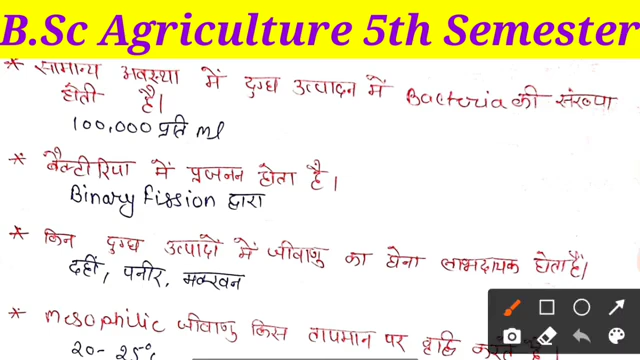 B.Sc Agriculture 5th Semester
* सामान्य अवस्था में दुग्ध उत्पादन में Bacteria की संख्या
होती है।
100,000 प्रति ml
* बैक्टीरिया में प्रजनन होता है।
Binary Fission द्वारा
* किन दुग्ध उत्पादों में जीवाणु का होना लाभदायक होता है।
दही, पनीर, मक्खन
* mesophilic जीवाणु किस तापमान पर वृद्धि करते है।
20-25°c